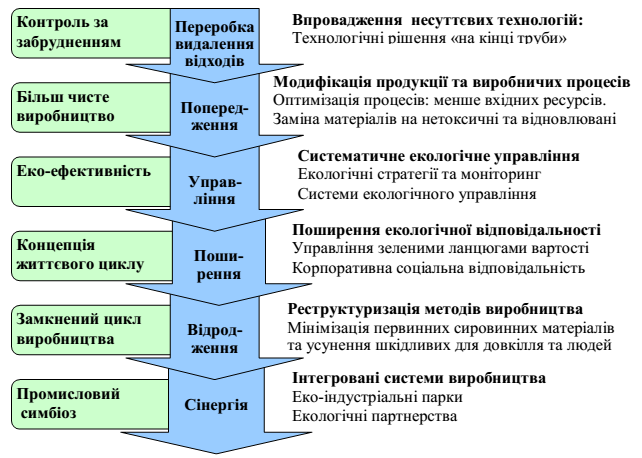 Контроль за
забрудненням
Переробка
видалення
відходів
Впровадження несуттєвих технологій:
Технологічні рішення «на кінці труби»
Більш чисте
виробництво
Поперед-
ження
Модифікація продукції та виробничих процесів
Оптимізація процесів: менше вхідних ресурсів.
Заміна матеріалів на нетоксичні та відновлювані
Еко-ефективність
Управ-
ління
Систематичне екологічне управління
Екологічні стратегії та моніторинг
Системи екологічного управління
Концепція
життєвого циклу
Поши-
рення
Поширення екологічної відповідальності
Управління зеленими ланцюгами вартості
Корпоративна соціальна відповідальність
Замкнений цикл
виробництва
Відрод-
ження
Реструктуризація методів виробництва
Мінімізація первинних сировинних матеріалів
та усунення шкідливих для довкілля та людей
Промисловий
симбіоз
Сінергія
Інтегровані системи виробництва
Еко-індустріальні парки
Екологічні партнерства